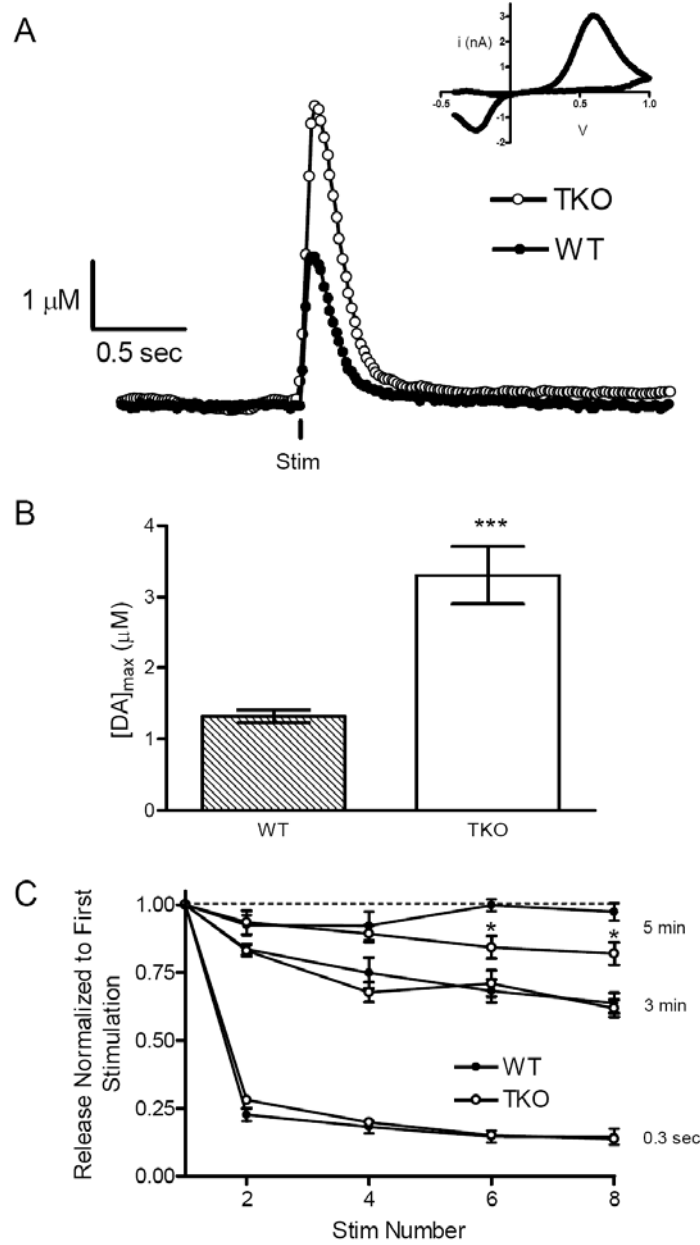 A
i (nA)
3
2
1
-0.5
0.5
1.0
-1
-2
V
TKO
WT
1 μM
0.5 sec
Stim
B
[DA]max (μM)
4
3
2
1
0
***
WT
TKO
C
Release Normalized to First
Stimulation
1.00
0.75
0.50
0.25
0.00
*
*
5 min
3 min
0.3 sec
WT
TKO
2
4
6
8
Stim Number